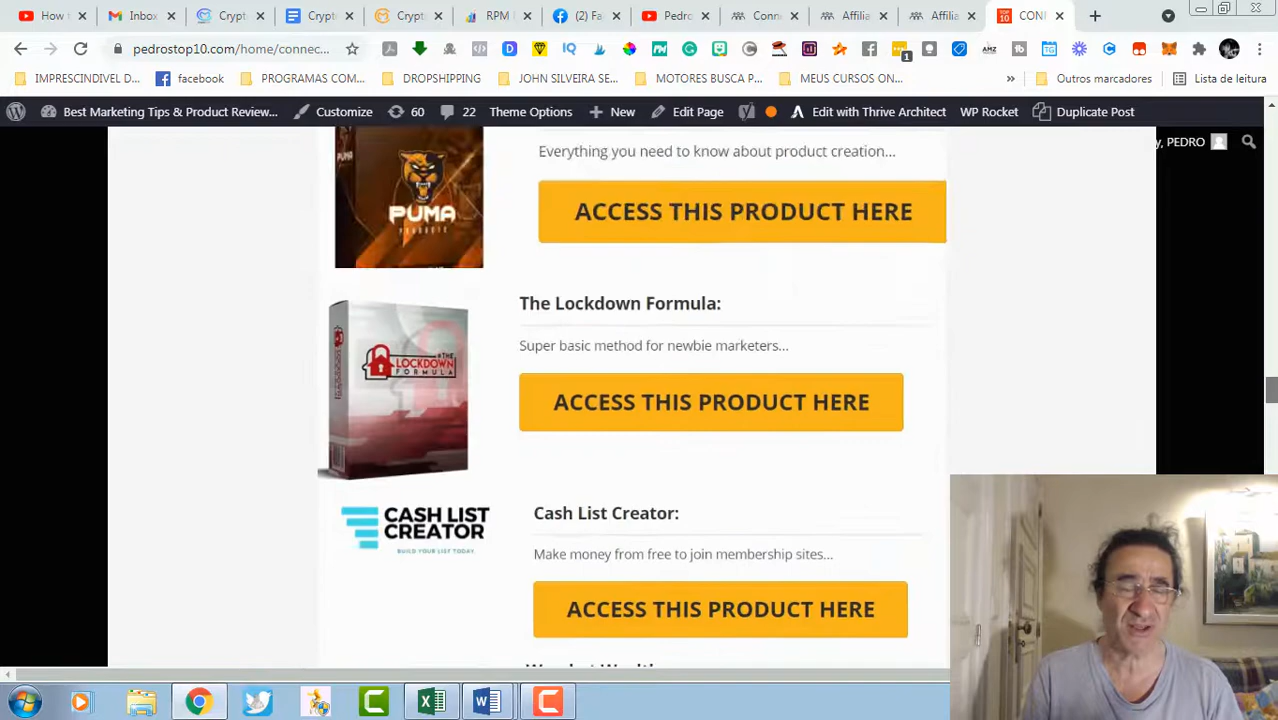 How t
Inbox
Crypt
Crypt
Crypt
RPM
(2) Fa
Pedro
Conn
Affilia
Affilia
CONN
pedrostop10.com/home/connec...
1
IMPRESCINDIVEL D
facebook
PROGRAMAS COM...
DROPSHIPPING
JOHN SILVEIRA SE...
MOTORES BUSCA P...
MEUS CURSOS ON...
»
Outros marcadores
Lista de leitura
Best Marketing Tips & Product Review...
Customize
60
22
Theme Options
New
Edit Page
Edit with Thrive Architect
WP Rocket
Duplicate Post
y, PEDRO
PUMA
Everything you need to know about product creation...
ACCESS THIS PRODUCT HERE
The Lockdown Formula:
#THE LOCKDOWN FORMULA
Super basic method for newbie marketers...
ACCESS THIS PRODUCT HERE
CASH LIST
CREATOR
BUILD YOUR LIST TODAY
Cash List Creator:
Make money from free to join membership sites...
ACCESS THIS PRODUCT HERE